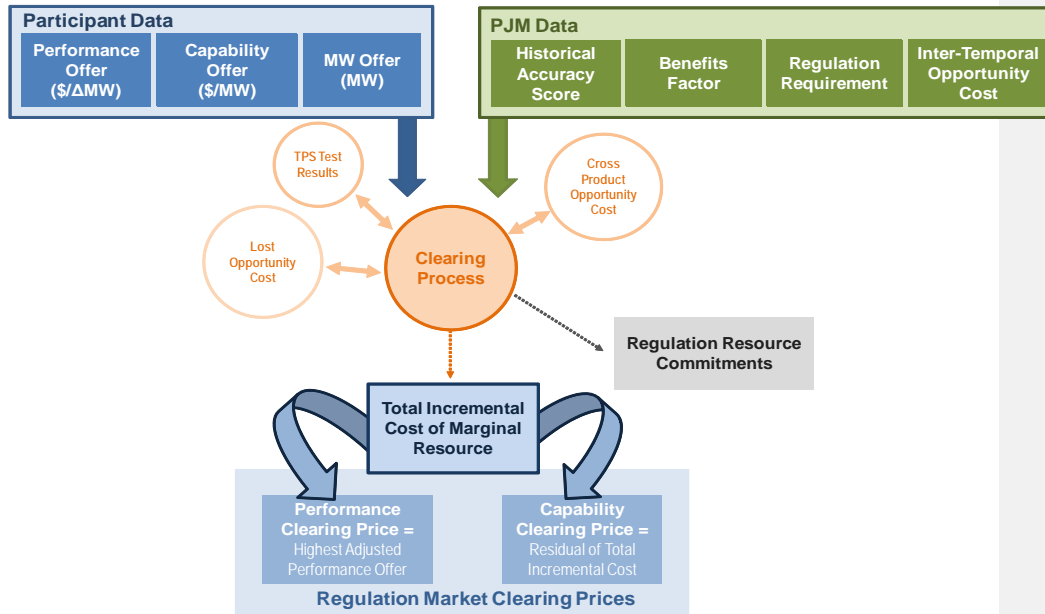 Participant Data
Performance
Offer
($/ΔMW)
Capability
Offer
($/MW)
MW Offer
(MW)
PJM Data
Historical
Accuracy
Score
Benefits
Factor
Regulation
Requirement
Inter-Temporal
Opportunity
Cost
TPS Test
Results
Cross
Product
Opportunity
Cost
Lost
Opportunity
Cost
Clearing
Process
Regulation Resource
Commitments
Total Incremental
Cost of Marginal
Resource
Performance
Clearing Price =
Highest Adjusted
Performance Offer
Capability
Clearing Price =
Residual of Total
Incremental Cost
Regulation Market Clearing Prices